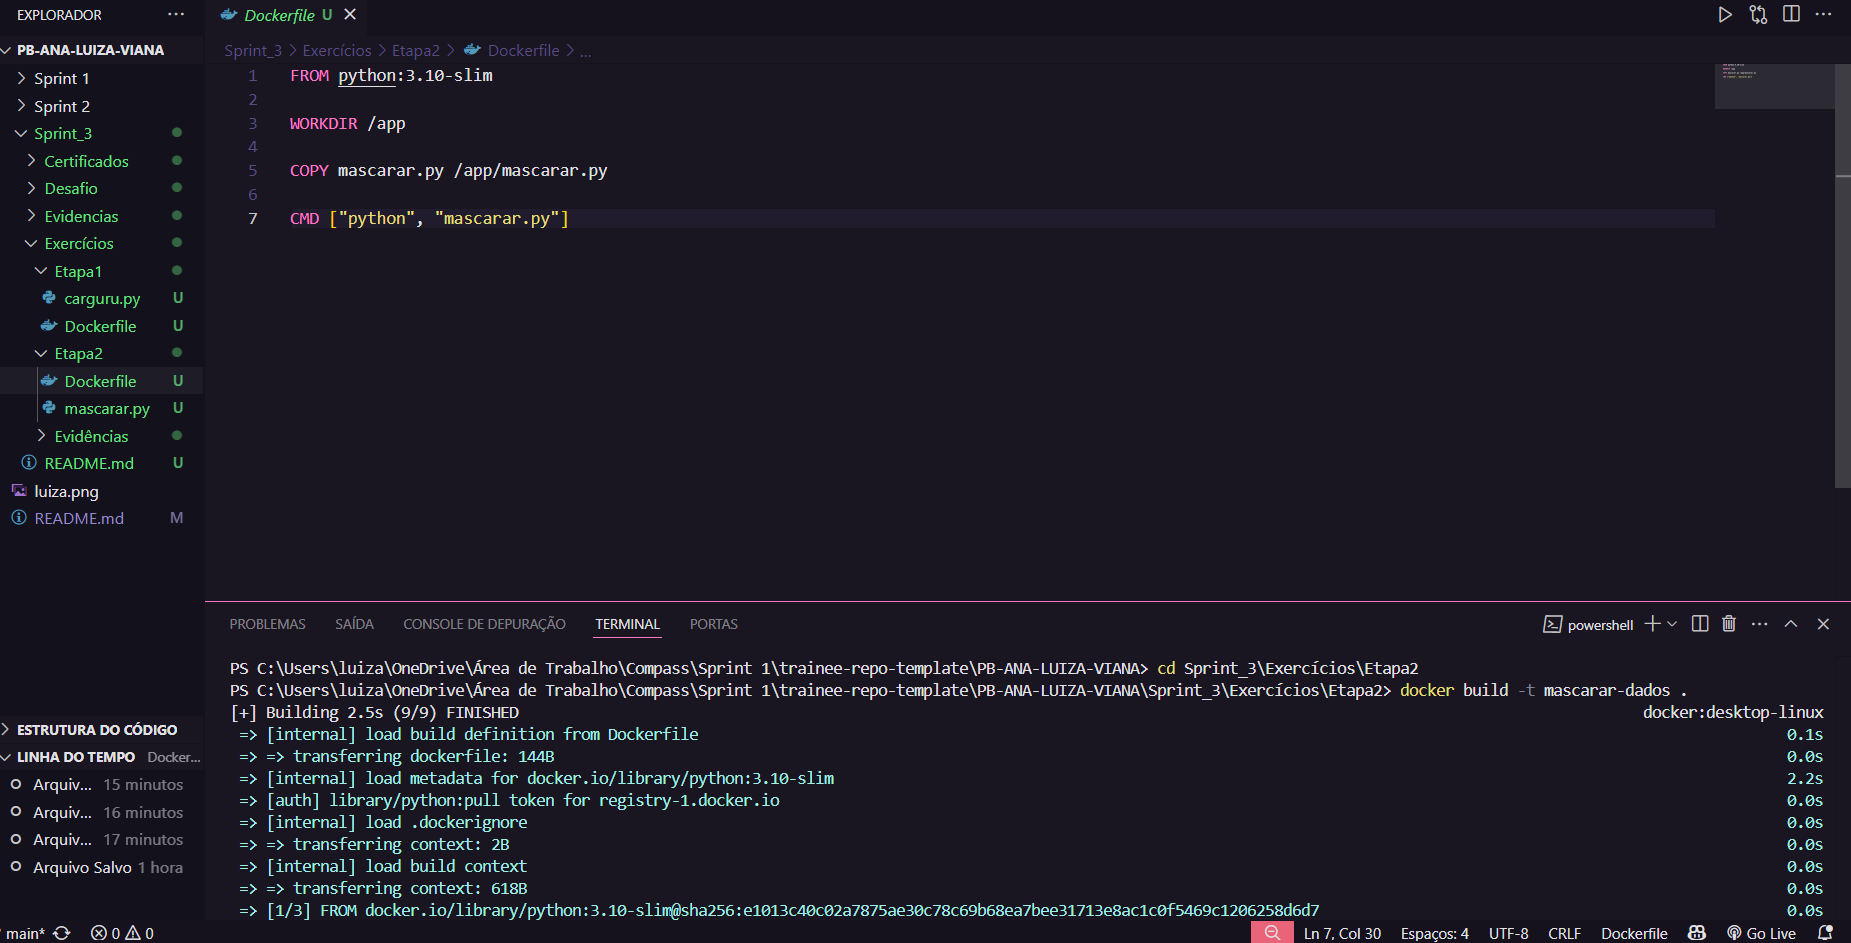 EXPLORADOR
PB-ANA-LUIZA-VIANA
Sprint 1
Sprint 2
Sprint_3
Certificados
Desafio
Evidencias
Exercícios
Etapa1
carguru.py U
Dockerfile U
Etapa2
Dockerfile U
mascarar.py U
Evidências
README.md U
luiza.png
README.md M
ESTRUTURA DO CÓDIGO
LINHA DO TEMPO Docker...
Arquiv... 15 minutos
Arquiv... 16 minutos
Arquiv... 17 minutos
Arquivo Salvo 1 hora
Dockerfile U
Sprint_3 > Exercícios > Etapa2 > Dockerfile > ...
1 FROM python:3.10-slim
2
3 WORKDIR /app
4
5 COPY mascarar.py /app/mascarar.py
6
7 CMD ["python", "mascarar.py"]
PROBLEMAS SAÍDA CONSOLE DE DEPURAÇÃO TERMINAL PORTAS
powershell
PS C:\Users\luiza\OneDrive\Área de Trabalho\Compass\Sprint 1\trainee-repo-template\PB-ANA-LUIZA-VIANA> cd Sprint_3\Exercícios\Etapa2
PS C:\Users\luiza\OneDrive\Área de Trabalho\Compass\Sprint 1\trainee-repo-template\PB-ANA-LUIZA-VIANA\Sprint_3\Exercícios\Etapa2> docker build -t mascarar-dados .
[+] Building 2.5s (9/9) FINISHED docker:desktop-linux
=> [internal] load build definition from Dockerfile 0.1s
=> => transferring dockerfile: 144B 0.0s
=> [internal] load metadata for docker.io/library/python:3.10-slim 2.2s
=> [auth] library/python:pull token for registry-1.docker.io 0.0s
=> [internal] load .dockerignore 0.0s
=> => transferring context: 2B 0.0s
=> [internal] load build context 0.0s
=> => transferring context: 618B 0.0s
=> [1/3] FROM docker.io/library/python:3.10-slim@sha256:e1013c40c02a7875ae30c78c69b68ea7bee31713e8ac1c0f5469c1206258d6d7 0.0s
main* 0 0 Ln 7, Col 30 Espaços: 4 UTF-8 CRLF Dockerfile Go Live